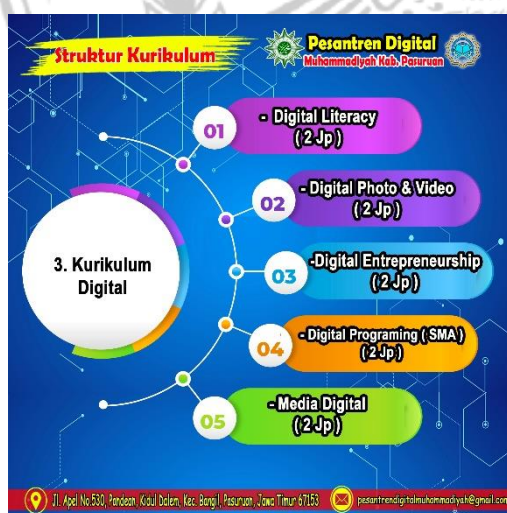 Struktur Kurikulum
Pesantren Digital
Muhammadiyah Kab. Pasuruan
01
- Digital Literacy
( 2 Jp )
02
- Digital Photo & Video
( 2 Jp )
3. Kurikulum
Digital
03
-Digital Entrepreneurship
( 2 Jp )
04
- Digital Programing ( SMA )
( 2 Jp )
05
- Media Digital
( 2 Jp )
Jl. Apel No.530, Pandean, Kidul Dalem, Kec. Bangil, Pasuruan, Jawa Timur 67153
pesantrendigitalmuhammadiyah@gmail.com